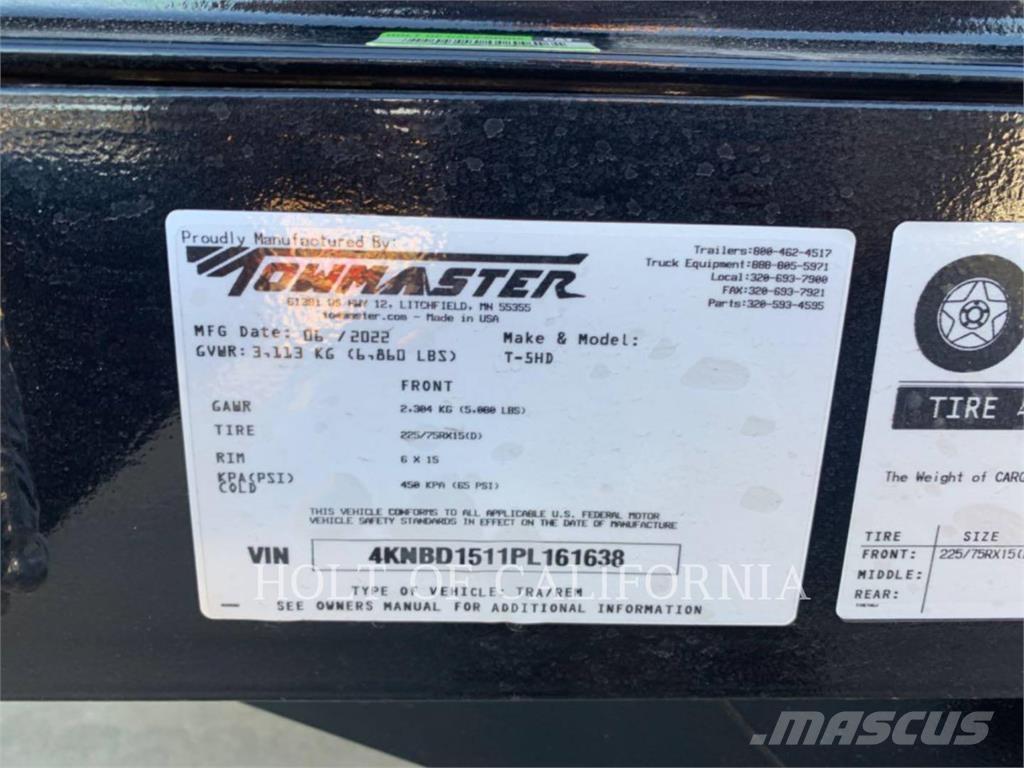 Proudly Manufactured By:
TOWMASTER
61381 US HWY 12, LITCHFIELD, MN 55355
towmaster.com - Made in USA
Trailers:800-462-4517
Truck Equipment:888-805-5971
Local:320-693-7900
FAX:320-693-7921
Parts:320-593-4595
MFG Date: 06 /2022
GVWR: 3,113 KG (6,860 LBS)
Make & Model:
T-5HD
FRONT
GAWR 2,304 KG (5,080 LBS)
TIRE 225/75RX15(D)
RIM 6 X 15
KPA(PSI) COLD 450 KPA (65 PSI)
THIS VEHICLE CONFORMS TO ALL APPLICABLE U.S. FEDERAL MOTOR
VEHICLE SAFETY STANDARDS IN EFFECT ON THE DATE OF MANUFACTURE
VIN 4KNBD1511PL161638
TYPE OF VEHICLE: TRA/REM
SEE OWNERS MANUAL FOR ADDITIONAL INFORMATION
TIRE
The Weight of CARG
TIRE SIZE
FRONT: 225/75RX15(
MIDDLE:
REAR:
HOLT OF CALIFORNIA
MASCUS